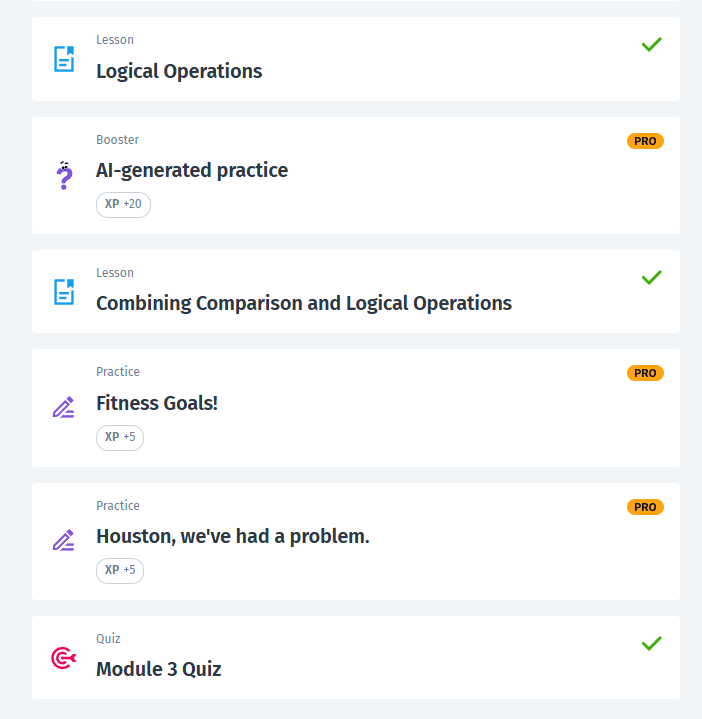 Lesson
Logical Operations
Booster
PRO
AI-generated practice
XP +20
Lesson
Combining Comparison and Logical Operations
Practice
PRO
Fitness Goals!
XP +5
Practice
PRO
Houston, we've had a problem.
XP +5
Quiz
Module 3 Quiz